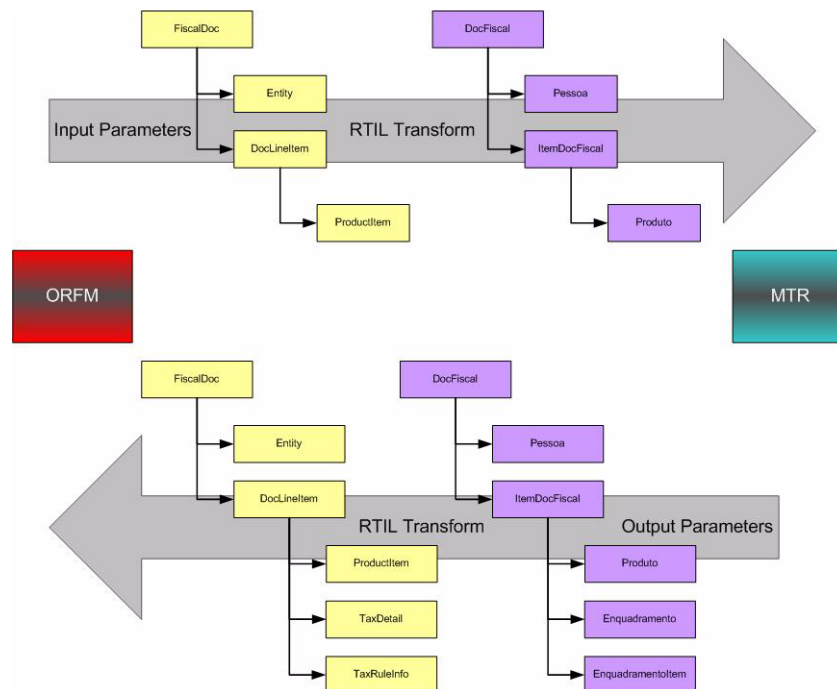 FiscalDoc
DocFiscal
Entity
Pessoa
Input Parameters
RTIL Transform
DocLineItem
ItemDocFiscal
ProductItem
Produto
ORFM
MTR
FiscalDoc
DocFiscal
Entity
Pessoa
DocLineItem
ItemDocFiscal
RTIL Transform
Output Parameters
ProductItem
Produto
TaxDetail
Enquadramento
TaxRuleInfo
EnquadramentoItem